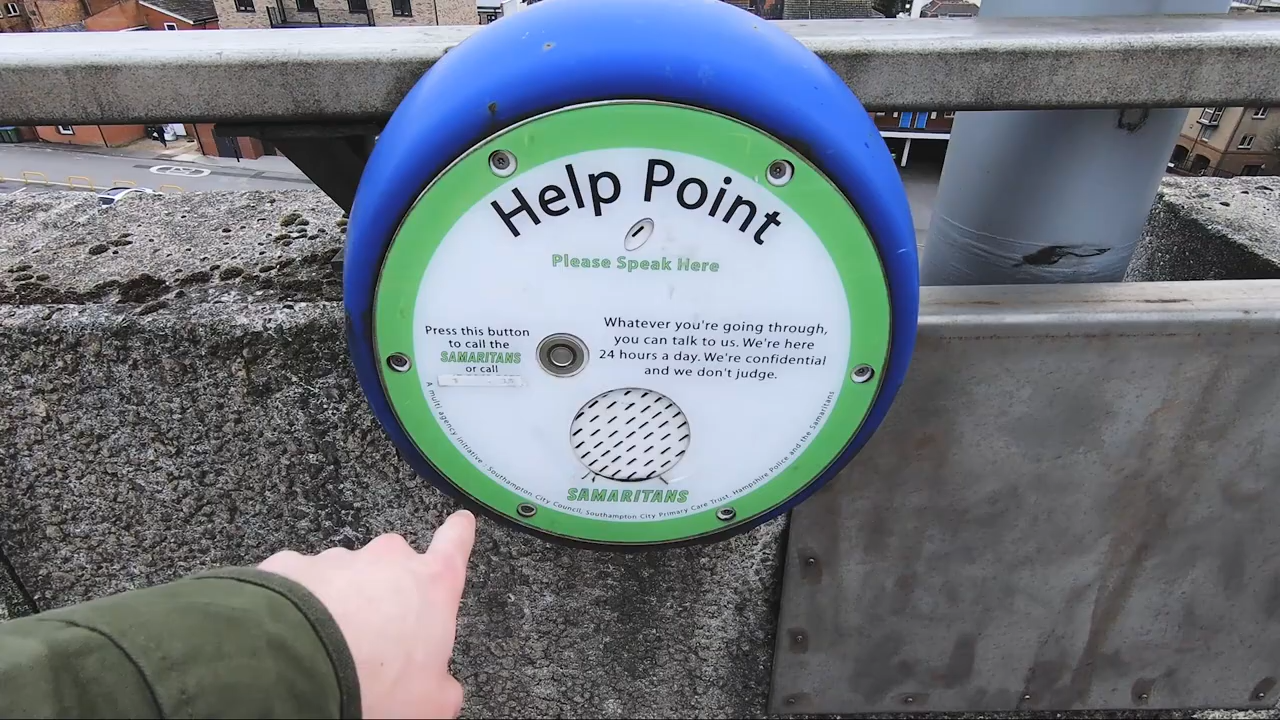 Help Point
Please Speak Here
Press this button
to call the
SAMARITANS
or call
Whatever you're going through,
you can talk to us. We're here
24 hours a day. We're confidential
and we don't judge.
SAMARITANS
A multi agency initiative - Southampton City Council, Southampton City Primary Care Trust, Hampshire Police and the Samaritans